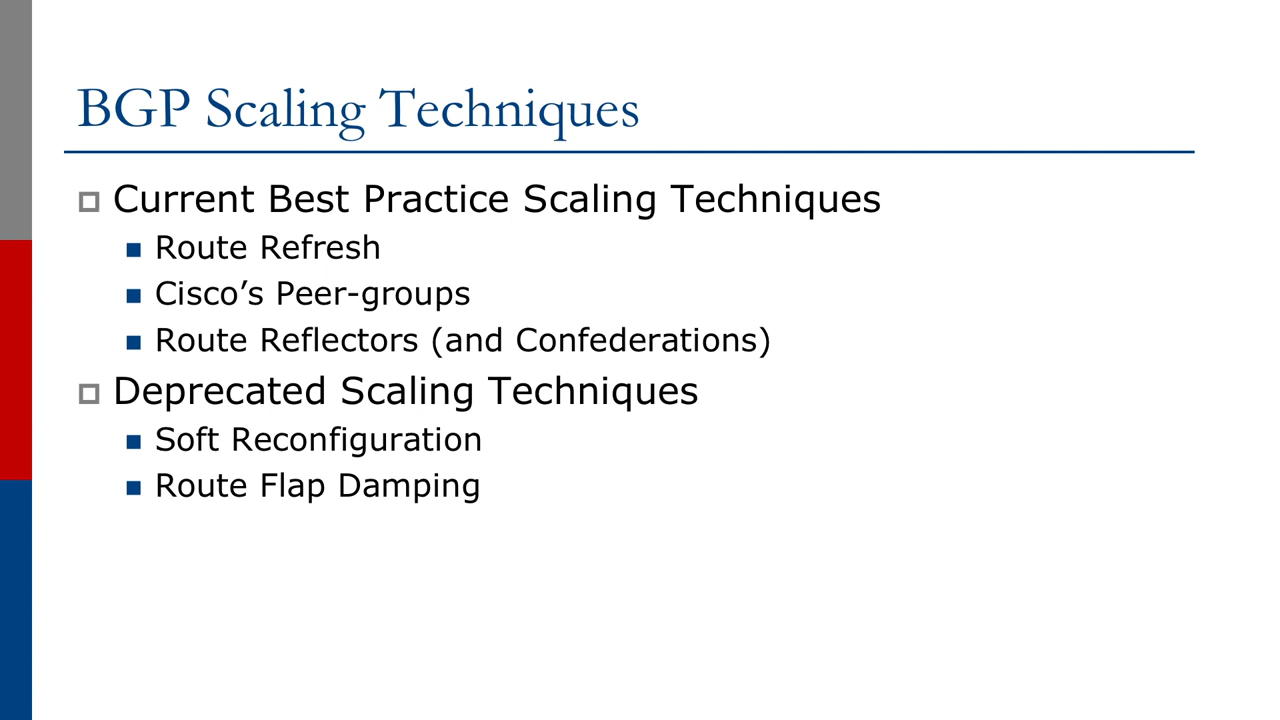 BGP Scaling Techniques
Current Best Practice Scaling Techniques
Route Refresh
Cisco’s Peer-groups
Route Reflectors (and Confederations)
Deprecated Scaling Techniques
Soft Reconfiguration
Route Flap Damping